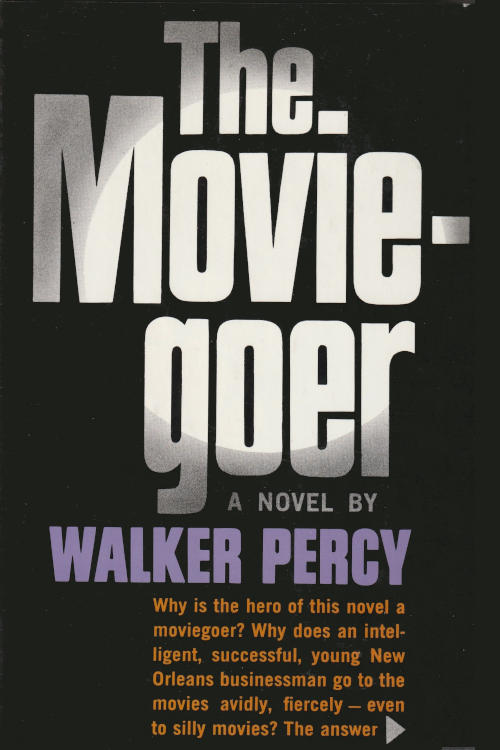 The
Movie-
goer
A NOVEL BY
WALKER PERCY
Why is the hero of this novel a
moviegoer? Why does an intel-
ligent, successful, young New
Orleans businessman go to the
movies avidly, fiercely — even
to silly movies? The answer